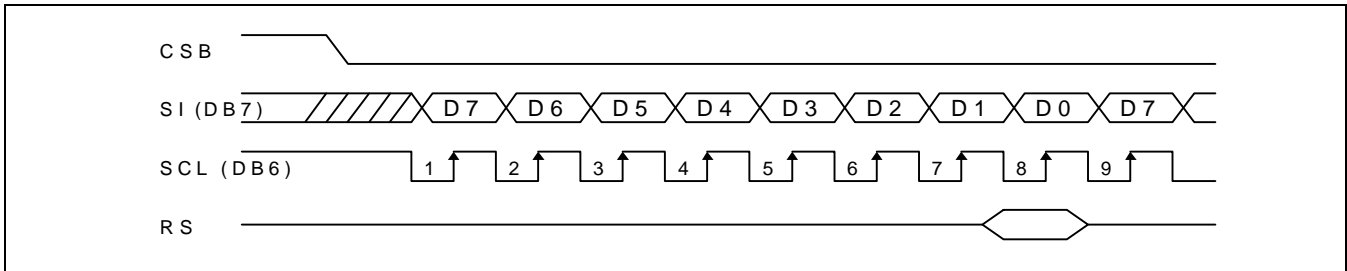 CSB
SI (DB7) D7 D6 D5 D4 D3 D2 D1 D0 D7
SCL (DB6) 1 2 3 4 5 6 7 8 9
RS